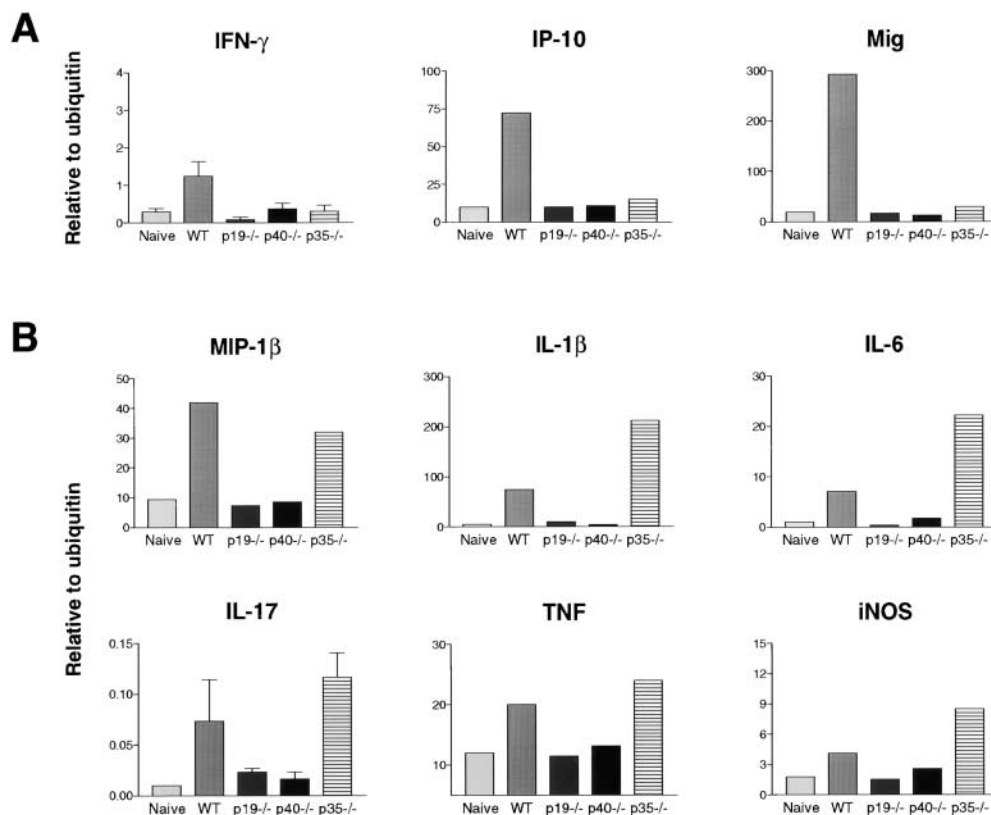 A
IFN-γ
IP-10
Mig
Relative to ubiquitin
4
3
2
1
0
100
75
50
25
0
300
200
100
0
Naive WT p19-/- p40-/- p35-/-
Naive WT p19-/- p40-/- p35-/-
Naive WT p19-/- p40-/- p35-/-
B
MIP-1β
IL-1β
IL-6
Relative to ubiquitin
50
40
30
20
10
0
300
200
100
0
30
20
10
0
Naive WT p19-/- p40-/- p35-/-
Naive WT p19-/- p40-/- p35-/-
Naive WT p19-/- p40-/- p35-/-
IL-17
TNF
iNOS
0.15
0.10
0.05
0.00
30
20
10
15
12
9
6
3
0
Naive WT p19-/- p40-/- p35-/-
Naive WT p19-/- p40-/- p35-/-
Naive WT p19-/- p40-/- p35-/-